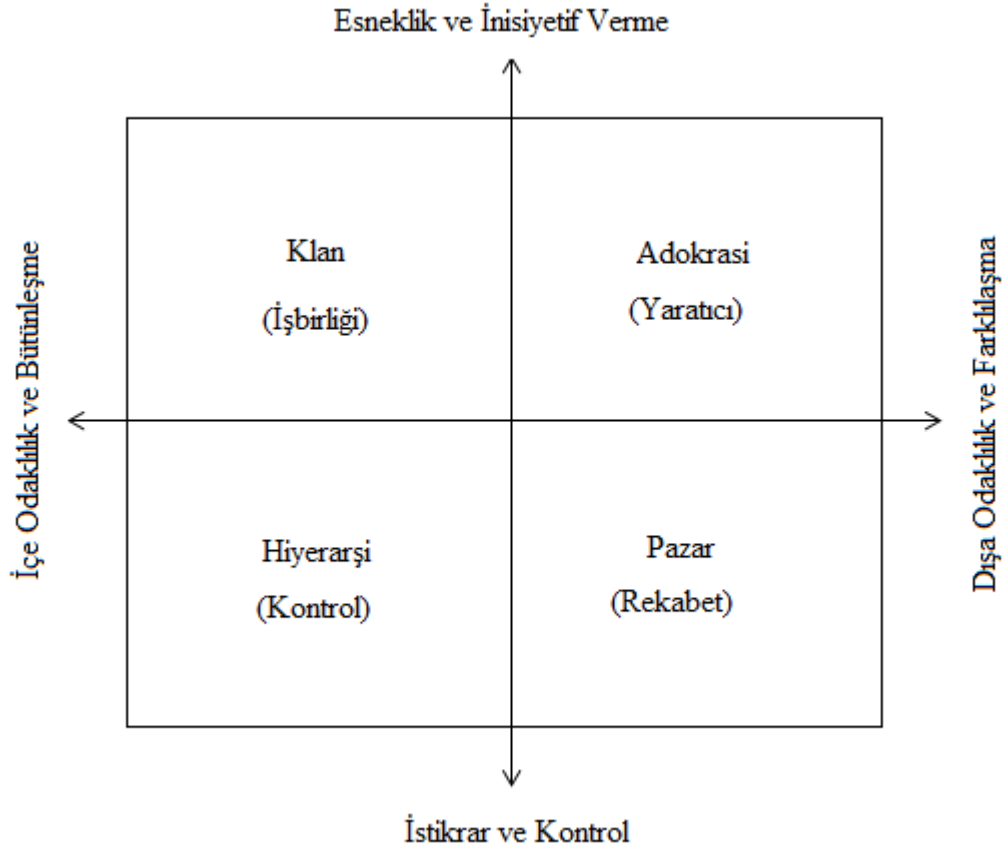 Esneklik ve İnisiyetif Verme
Klan
(İşbirliği)
Adokrasi
(Yaratıcı)
İçe Odaklılık ve Bütünleşme
Dışa Odaklılık ve Farklılaşma
Hiyerarşi
(Kontrol)
Pazar
(Rekabet)
İstikrar ve Kontrol